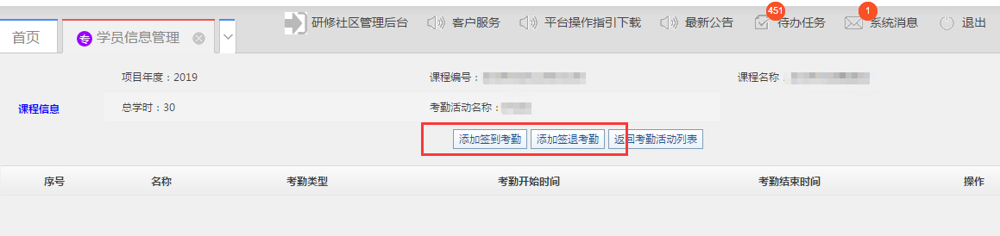 451 1
首页 专 学员信息管理 研修社区管理后台 客户服务 平台操作指引下载 最新公告 待办任务 系统消息 退出
项目年度：2019 课程编号： 课程名称：
课程信息
总学时：30 考勤活动名称：
添加签到考勤 添加签退考勤 返回考勤活动列表
序号 名称 考勤类型 考勤开始时间 考勤结束时间 操作